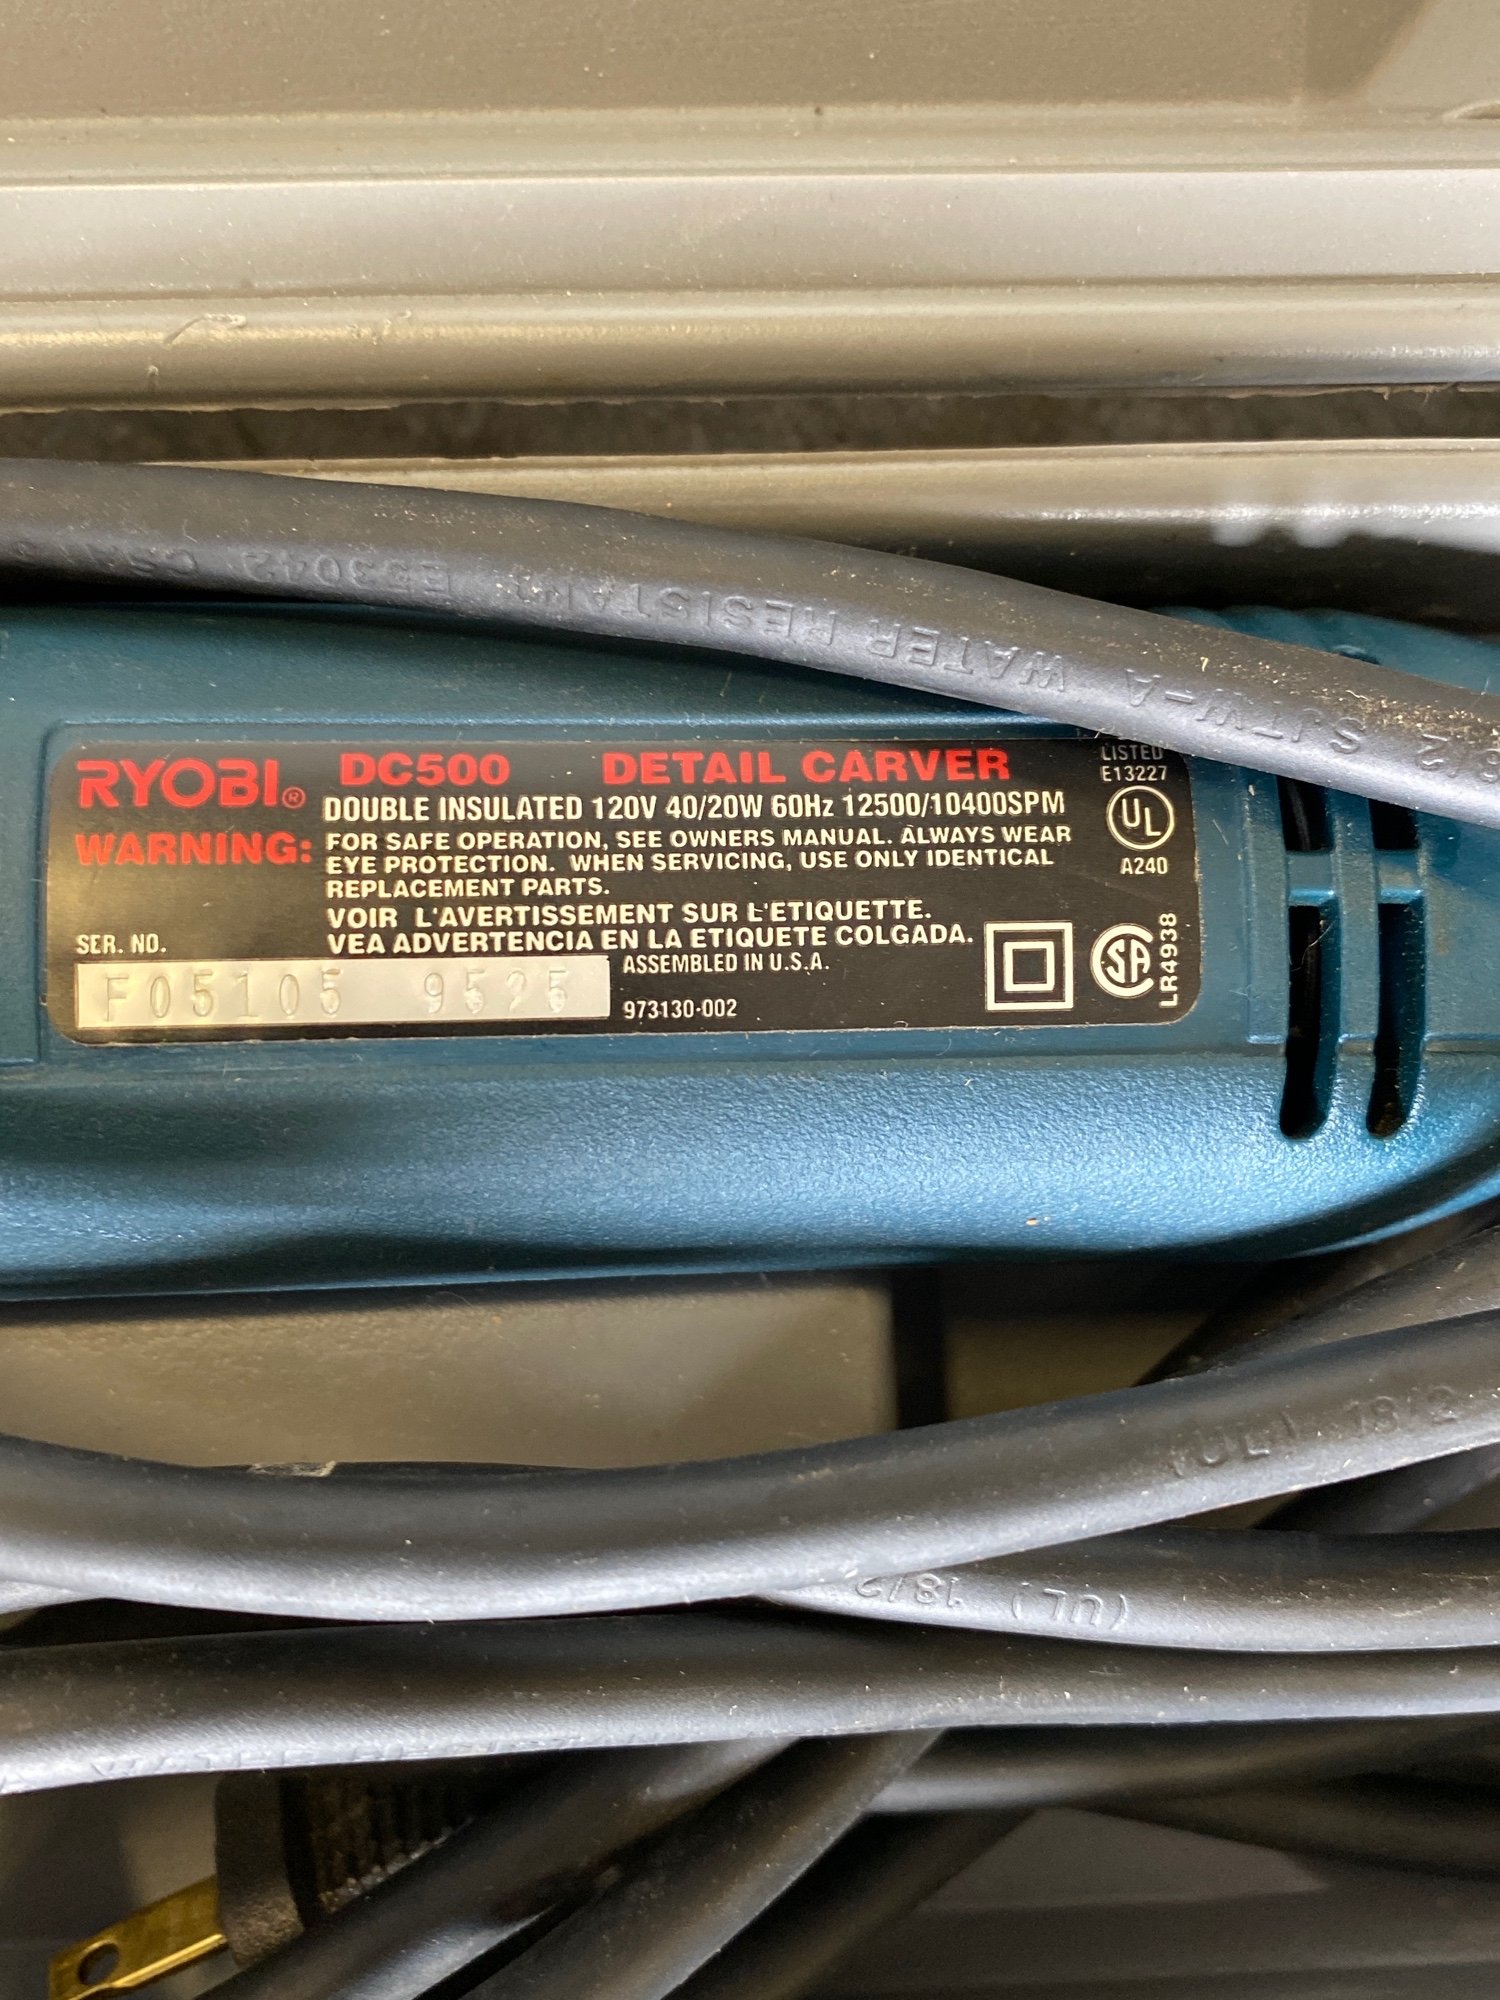 E53042 CSA
SJTW-A WATER RESISTANT
RYOBI® DC500 DETAIL CARVER
DOUBLE INSULATED 120V 40/20W 60Hz 12500/10400SPM
WARNING: FOR SAFE OPERATION, SEE OWNERS MANUAL. ALWAYS WEAR
EYE PROTECTION. WHEN SERVICING, USE ONLY IDENTICAL
REPLACEMENT PARTS.
VOIR L'AVERTISSEMENT SUR L'ETIQUETTE.
VEA ADVERTENCIA EN LA ETIQUETE COLGADA.
SER. NO.
F05105 9525
ASSEMBLED IN U.S.A.
973130-002
LISTED
E13227
UL
A240
CSA
LR4938
(UL) 18/2
(UL) 18/2